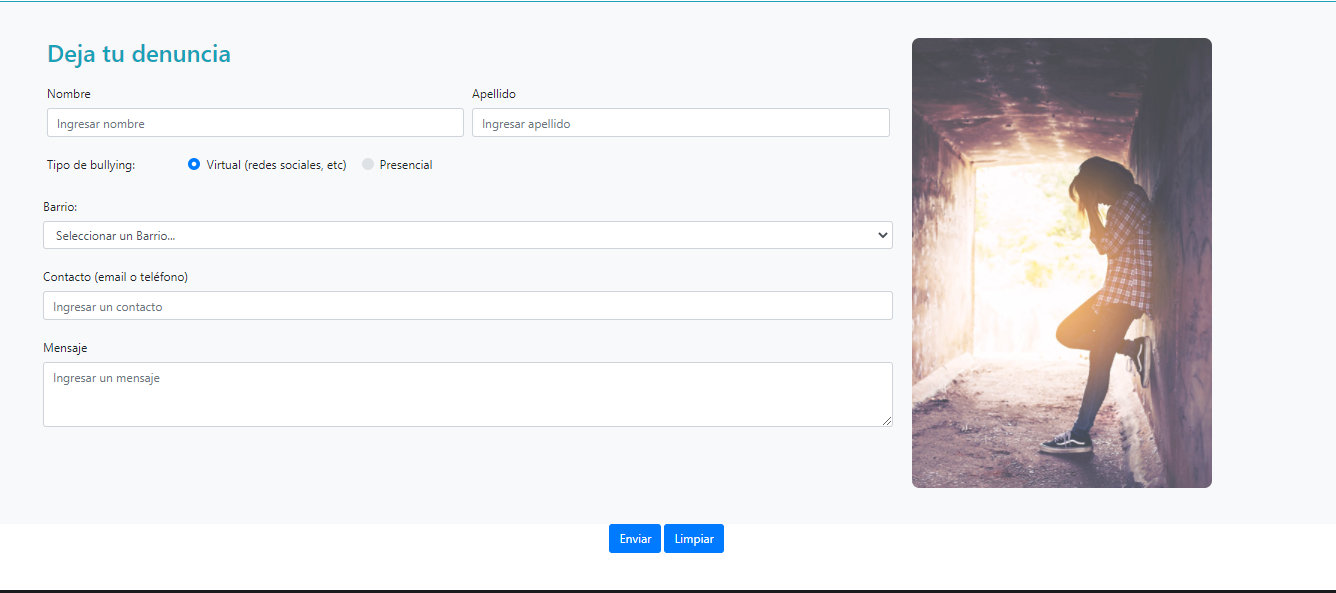 Deja tu denuncia
Nombre Apellido
Ingresar nombre Ingresar apellido
Tipo de bullying: Virtual (redes sociales, etc) Presencial
Barrio:
Seleccionar un Barrio...
Contacto (email o teléfono)
Ingresar un contacto
Mensaje
Ingresar un mensaje
Enviar Limpiar